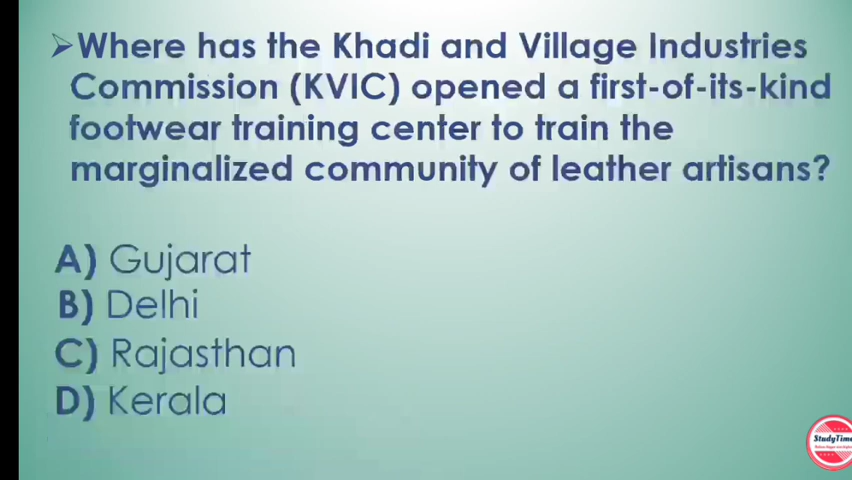 ➢Where has the Khadi and Village Industries
Commission (KVIC) opened a first-of-its-kind
footwear training center to train the
marginalized community of leather artisans?
A) Gujarat
B) Delhi
C) Rajasthan
D) Kerala
StudyTime